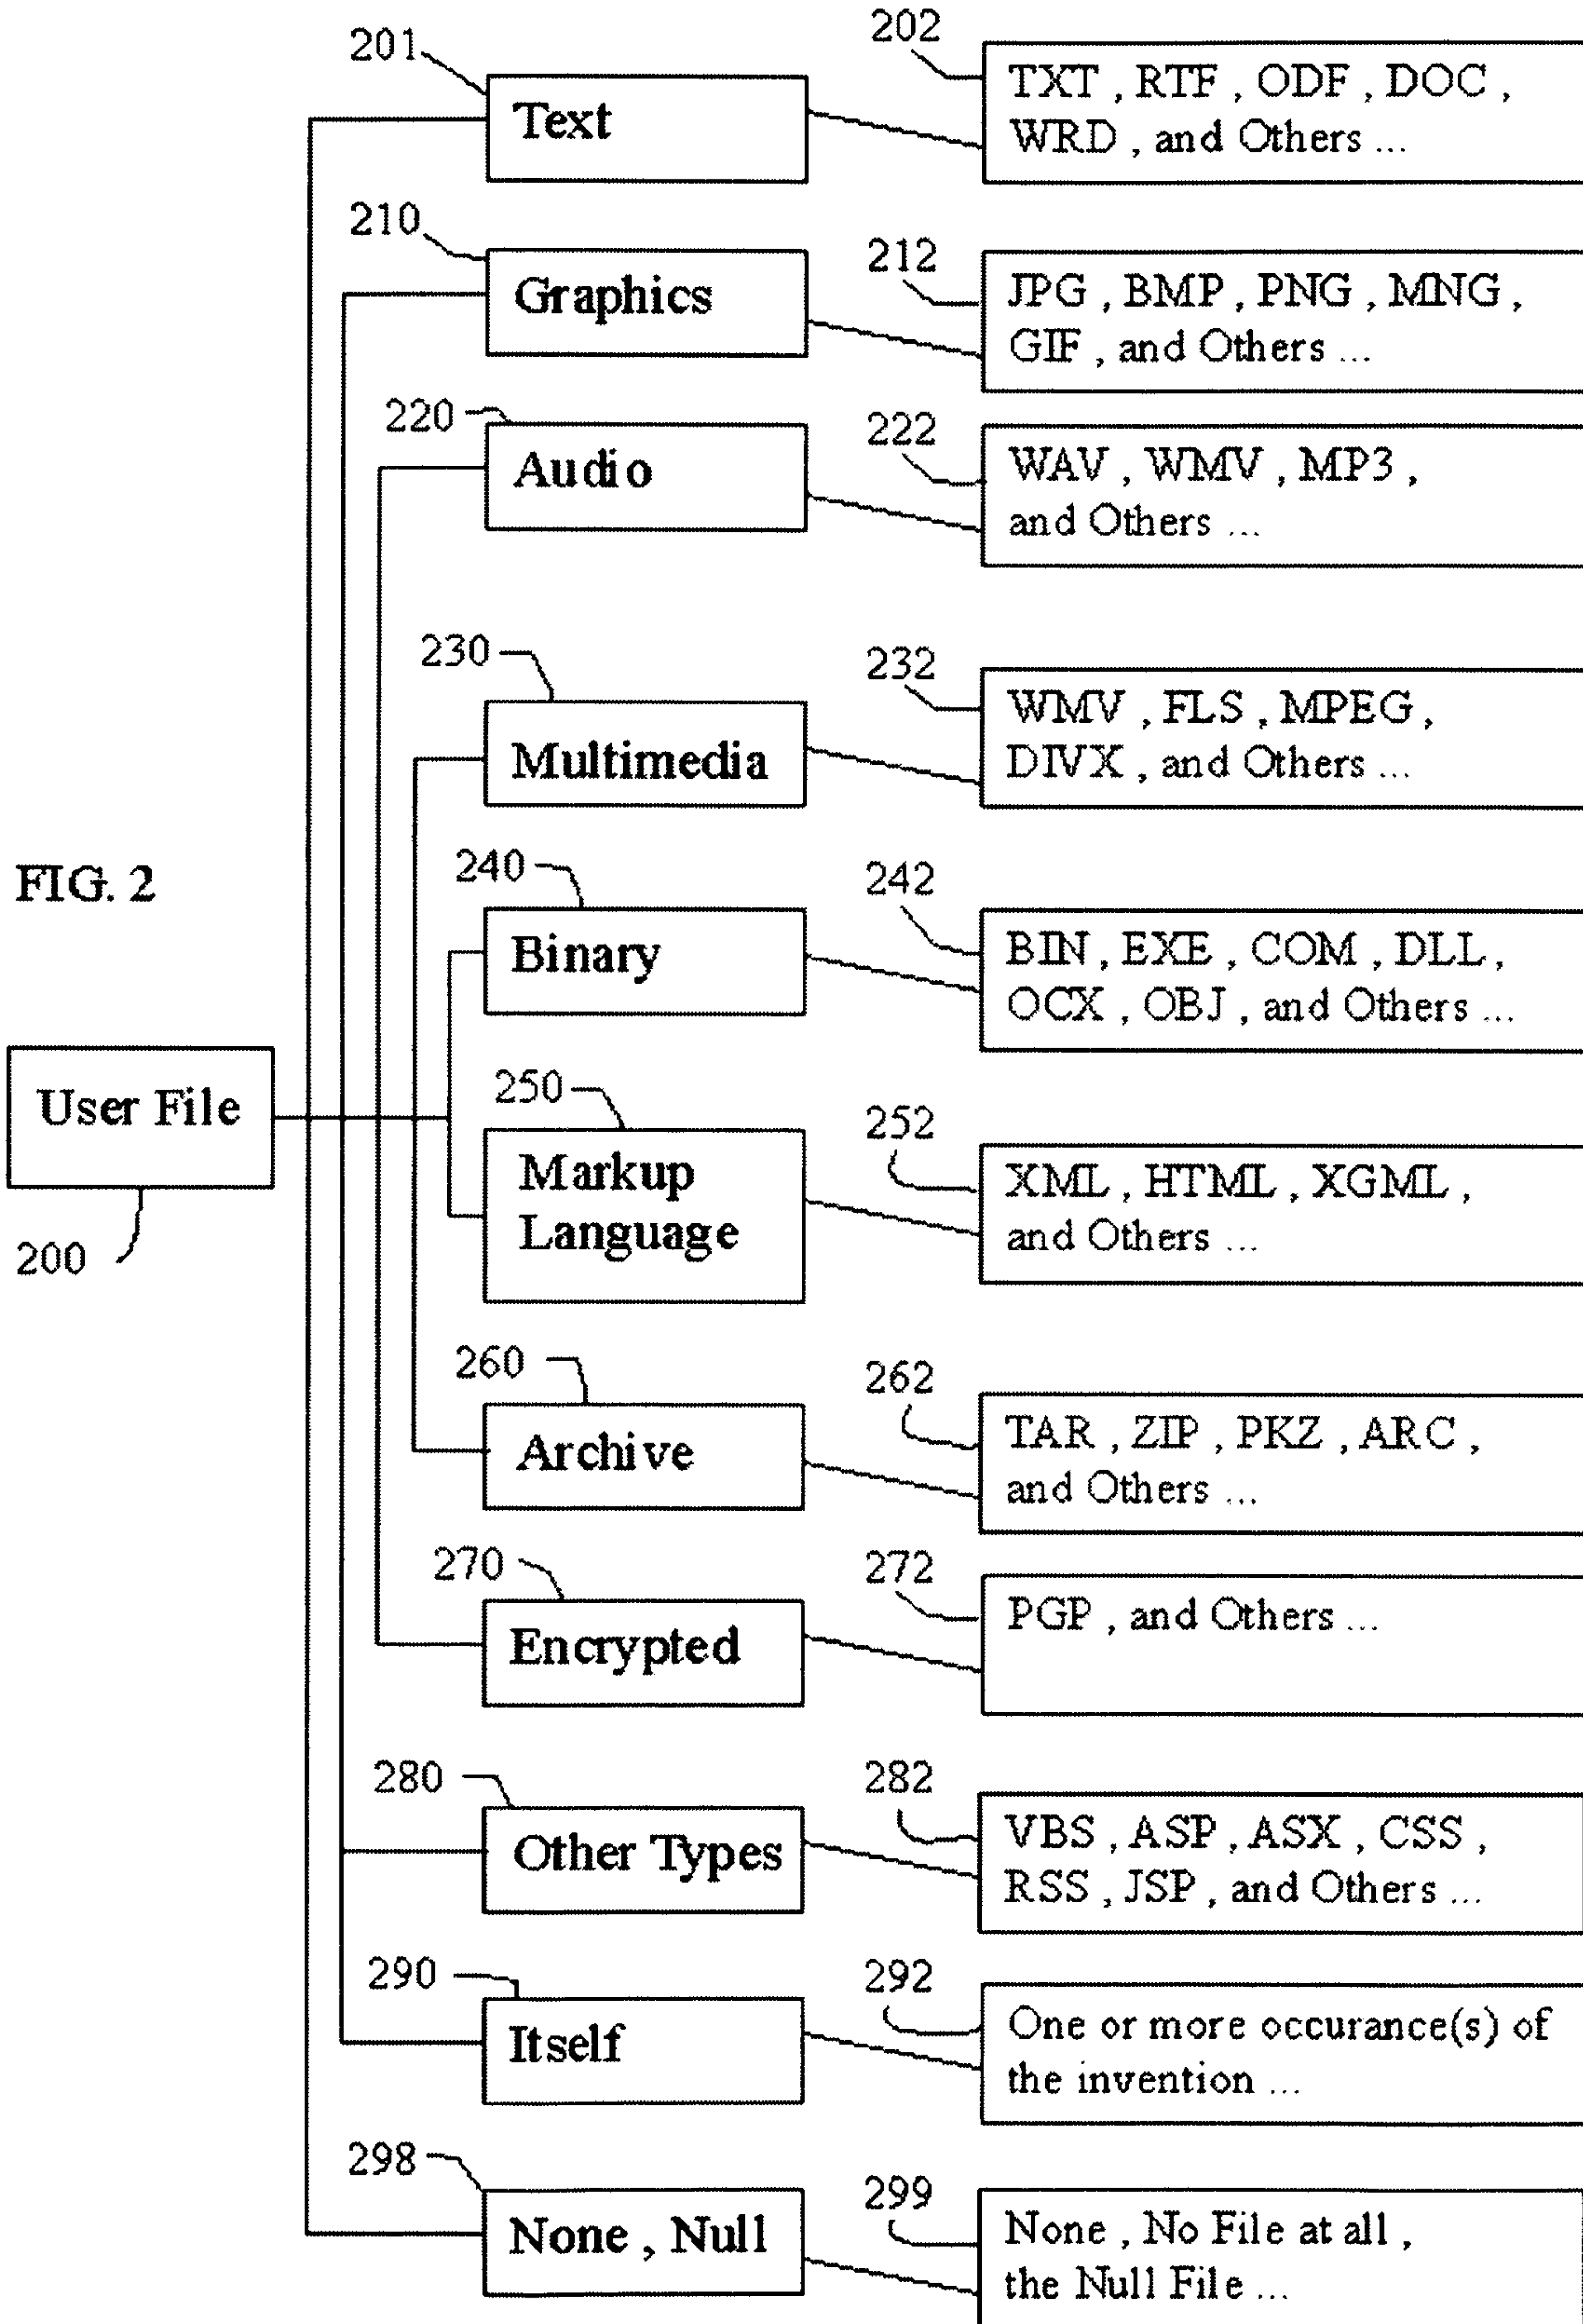 201
202
Text
TXT , RTF , ODF , DOC ,
WRD , and Others ...
210
212
Graphics
JPG , BMP , PNG , MNG ,
GIF , and Others ...
220
222
Audio
WAV , WMV , MP3 ,
and Others ...
230
232
Multimedia
WMV , FLS , MPEG ,
DIVX , and Others ...
FIG. 2
240
242
Binary
BIN , EXE , COM , DLL ,
OCX , OBJ , and Others ...
User File
200
250
252
Markup
Language
XML , HTML , XGML ,
and Others ...
260
262
Archive
TAR , ZIP , PKZ , ARC ,
and Others ...
270
272
Encrypted
PGP , and Others ...
280
282
Other Types
VBS , ASP , ASX , CSS ,
RSS , JSP , and Others ...
290
292
Itself
One or more occurance(s) of
the invention ...
298
299
None , Null
None , No File at all ,
the Null File ...